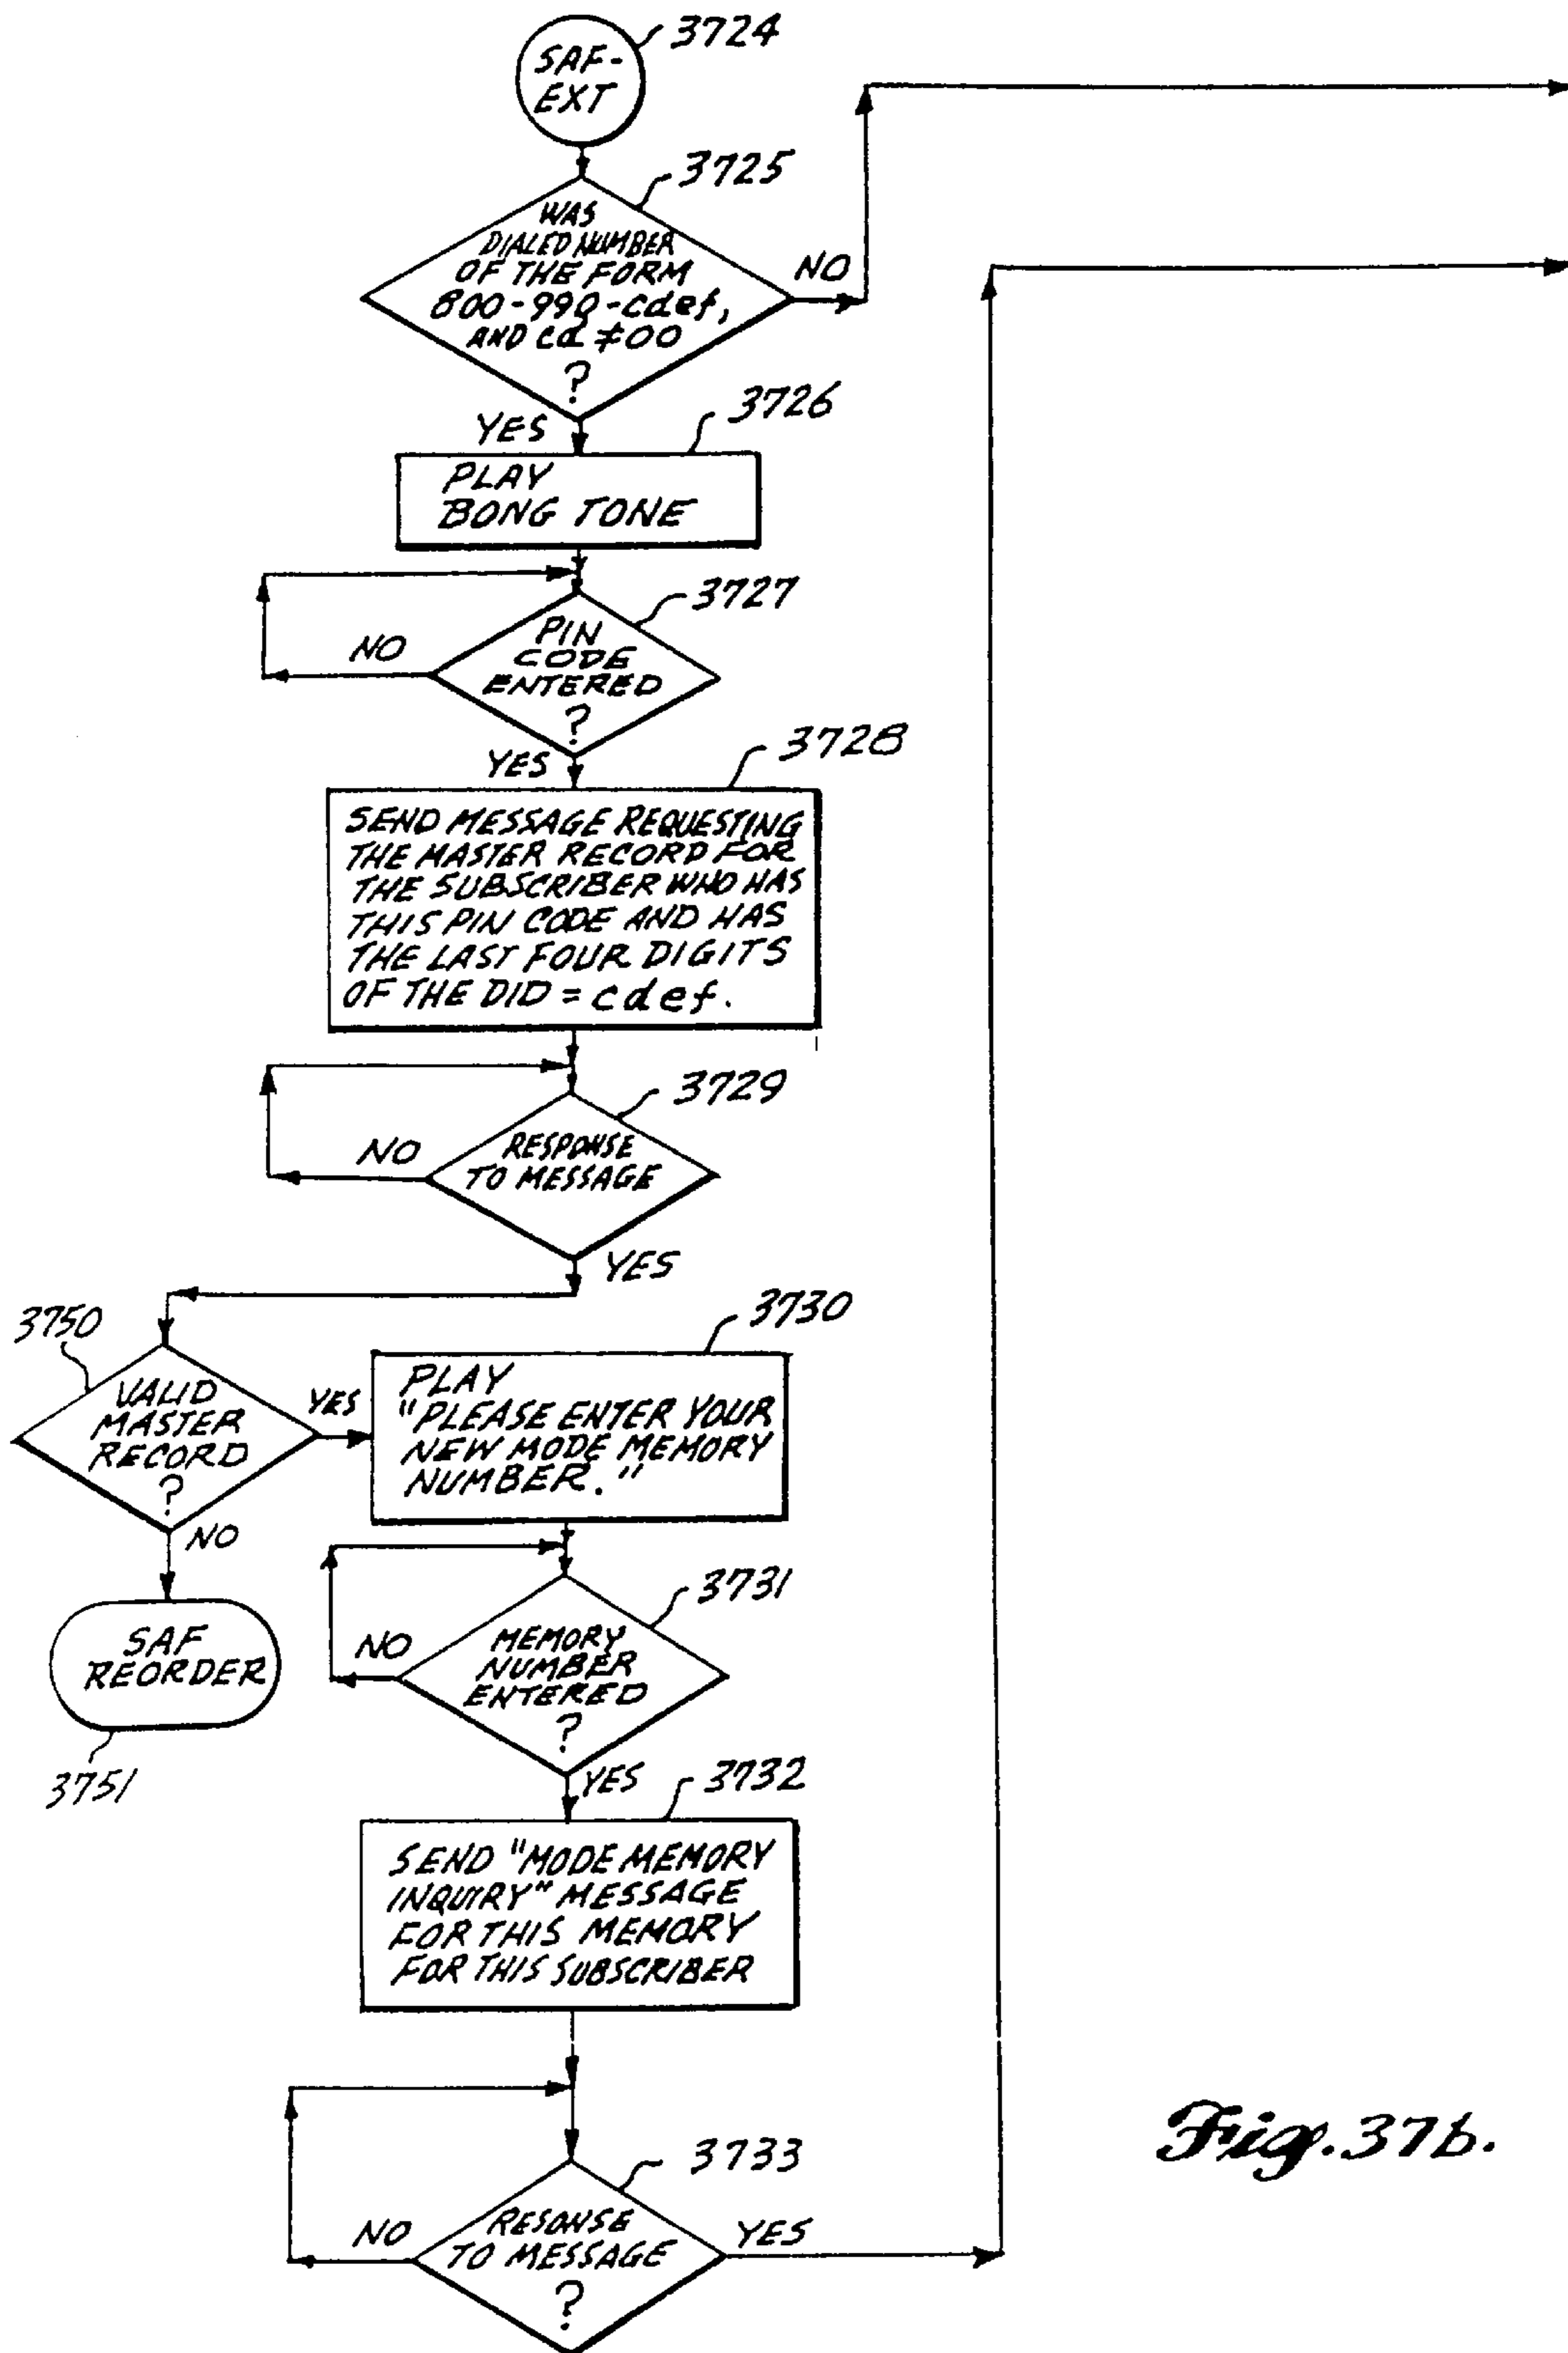 3724
SAF-
EXT
3725
WAS
DIALED NUMBER
OF THE FORM
800-990-cdef,
AND cd ≠00
?
NO
YES
3726
PLAY
BONG TONE
3727
PIN
CODE
ENTERED
?
NO
YES
3728
SEND MESSAGE REQUESTING
THE MASTER RECORD FOR
THE SUBSCRIBER WHO HAS
THIS PIN CODE AND HAS
THE LAST FOUR DIGITS
OF THE DID = cdef.
3729
RESPONSE
TO MESSAGE
NO
YES
3750
VALID
MASTER
RECORD
?
YES
NO
3730
PLAY
"PLEASE ENTER YOUR
NEW MODE MEMORY
NUMBER."
SAF
REORDER
3751
3731
MEMORY
NUMBER
ENTERED
?
NO
YES
3732
SEND "MODE MEMORY
INQUIRY" MESSAGE
FOR THIS MEMORY
FOR THIS SUBSCRIBER
3733
RESONSE
TO MESSAGE
?
NO
YES
Fig. 37b.